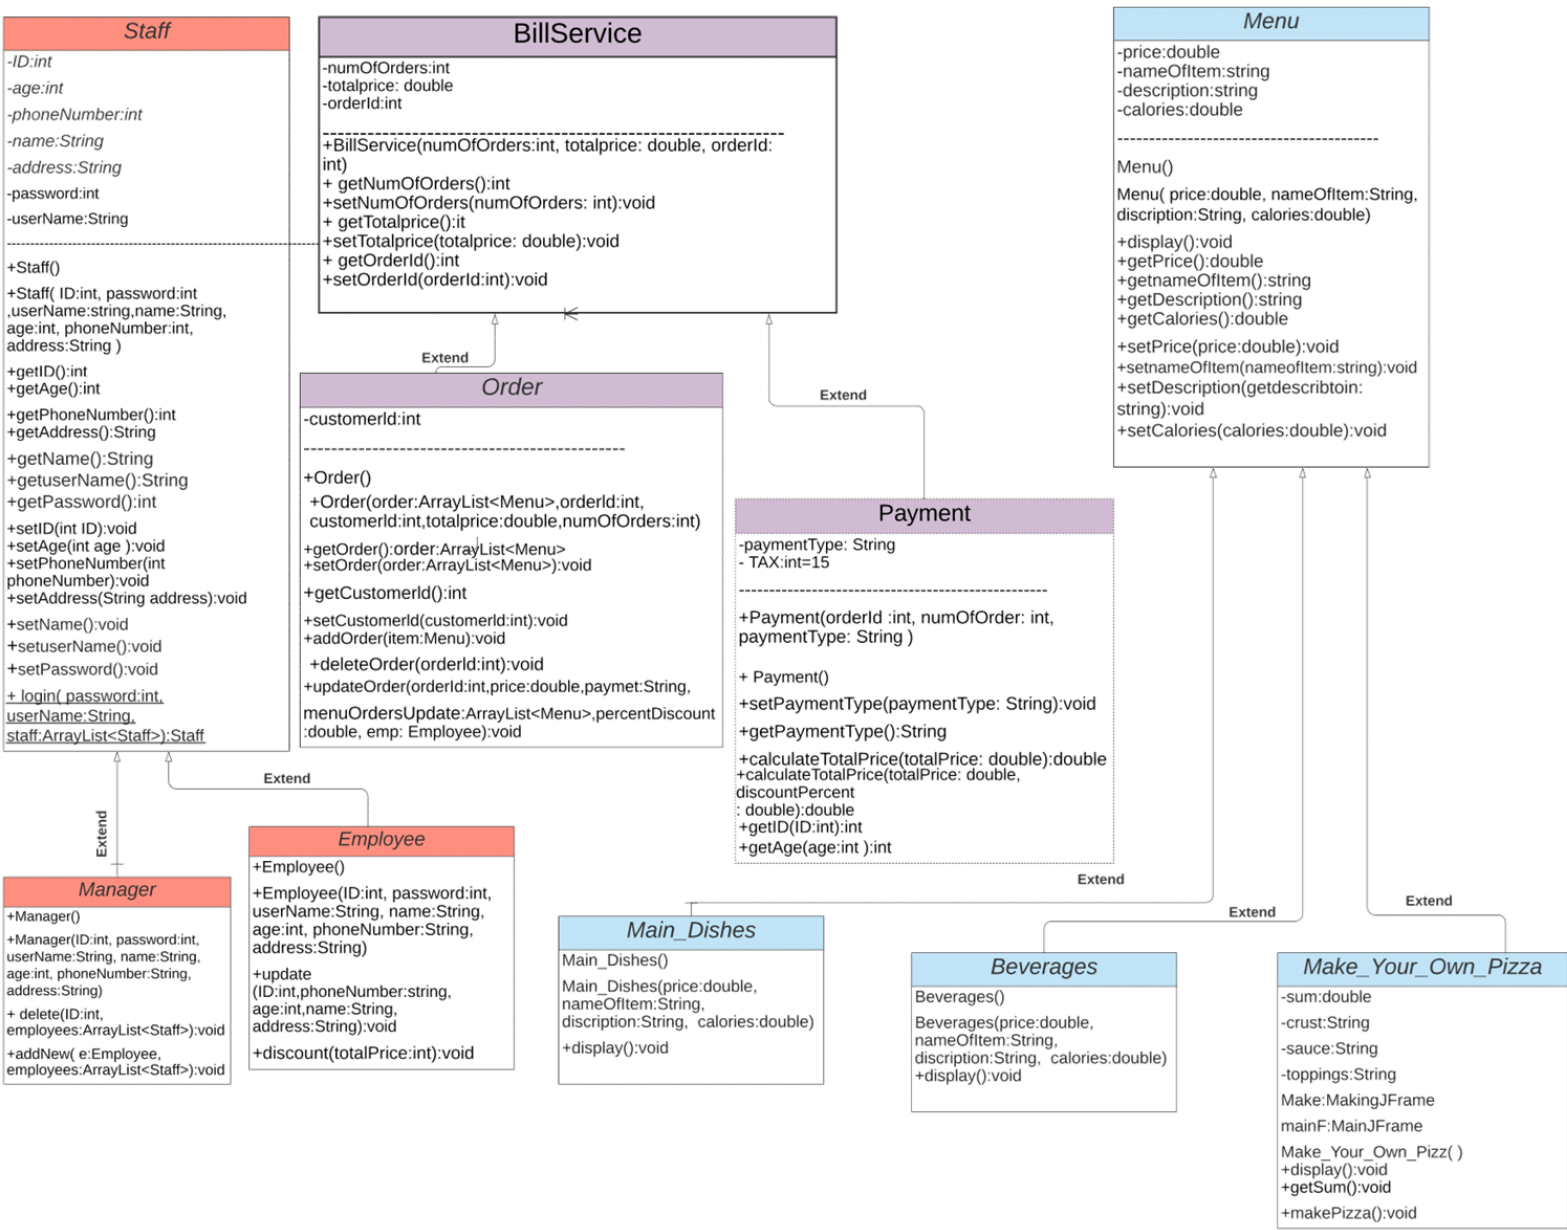 Staff
-ID:int
-age:int
-phoneNumber:int
-name:String
-address:String
-password:int
-userName:String
+Staff()
+Staff( ID:int, password:int
,userName:string,name:String,
age:int, phoneNumber:int,
address:String )
+getID():int
+getAge():int
+getPhoneNumber():int
+getAddress():String
+getName():String
+getuserName():String
+getPassword():int
+setID(int ID):void
+setAge(int age ):void
+setPhoneNumber(int
phoneNumber):void
+setAddress(String address):void
+setName():void
+setuserName():void
+setPassword():void
+ login( password:int,
userName:String,
staff:ArrayList<Staff>):Staff
BillService
-numOfOrders:int
-totalprice: double
-orderId:int
+BillService(numOfOrders:int, totalprice: double, orderId:
int)
+ getNumOfOrders():int
+setNumOfOrders(numOfOrders: int):void
+ getTotalprice():it
+setTotalprice(totalprice: double):void
+ getOrderId():int
+setOrderId(orderId:int):void
Menu
-price:double
-nameOfItem:string
-description:string
-calories:double
Menu()
Menu( price:double, nameOfItem:String,
discription:String, calories:double)
+display():void
+getPrice():double
+getnameOfItem():string
+getDescription():string
+getCalories():double
+setPrice(price:double):void
+setnameOfItem(nameofItem:string):void
+setDescription(getdescribtoin:
string):void
+setCalories(calories:double):void
Extend
Order
-customerId:int
+Order()
+Order(order:ArrayList<Menu>,orderId:int,
customerId:int,totalprice:double,numOfOrders:int)
+getOrder():order:ArrayList<Menu>
+setOrder(order:ArrayList<Menu>):void
+getCustomerId():int
+setCustomerId(customerId:int):void
+addOrder(item:Menu):void
+deleteOrder(orderId:int):void
+updateOrder(orderId:int,price:double,paymet:String,
menuOrdersUpdate:ArrayList<Menu>,percentDiscount
:double, emp: Employee):void
Extend
Payment
-paymentType: String
- TAX:int=15
+Payment(orderId :int, numOfOrder: int,
paymentType: String )
+ Payment()
+setPaymentType(paymentType: String):void
+getPaymentType():String
+calculateTotalPrice(totalPrice: double):double
+calculateTotalPrice(totalPrice: double,
discountPercent
: double):double
+getID(ID:int):int
+getAge(age:int ):int
Extend
Extend
Manager
+Manager()
+Manager(ID:int, password:int,
userName:String, name:String,
age:int, phoneNumber:String,
address:String)
+ delete(ID:int,
employees:ArrayList<Staff>):void
+addNew( e:Employee,
employees:ArrayList<Staff>):void
Employee
+Employee()
+Employee(ID:int, password:int,
userName:String, name:String,
age:int, phoneNumber:String,
address:String)
+update
(ID:int,phoneNumber:string,
age:int,name:String,
address:String):void
+discount(totalPrice:int):void
Extend
Main_Dishes
Main_Dishes()
Main_Dishes(price:double,
nameOfItem:String,
discription:String, calories:double)
+display():void
Extend
Beverages
Beverages()
Beverages(price:double,
nameOfItem:String,
discription:String, calories:double)
+display():void
Extend
Make_Your_Own_Pizza
-sum:double
-crust:String
-sauce:String
-toppings:String
Make:MakingJFrame
mainF:MainJFrame
Make_Your_Own_Pizz( )
+display():void
+getSum():void
+makePizza():void